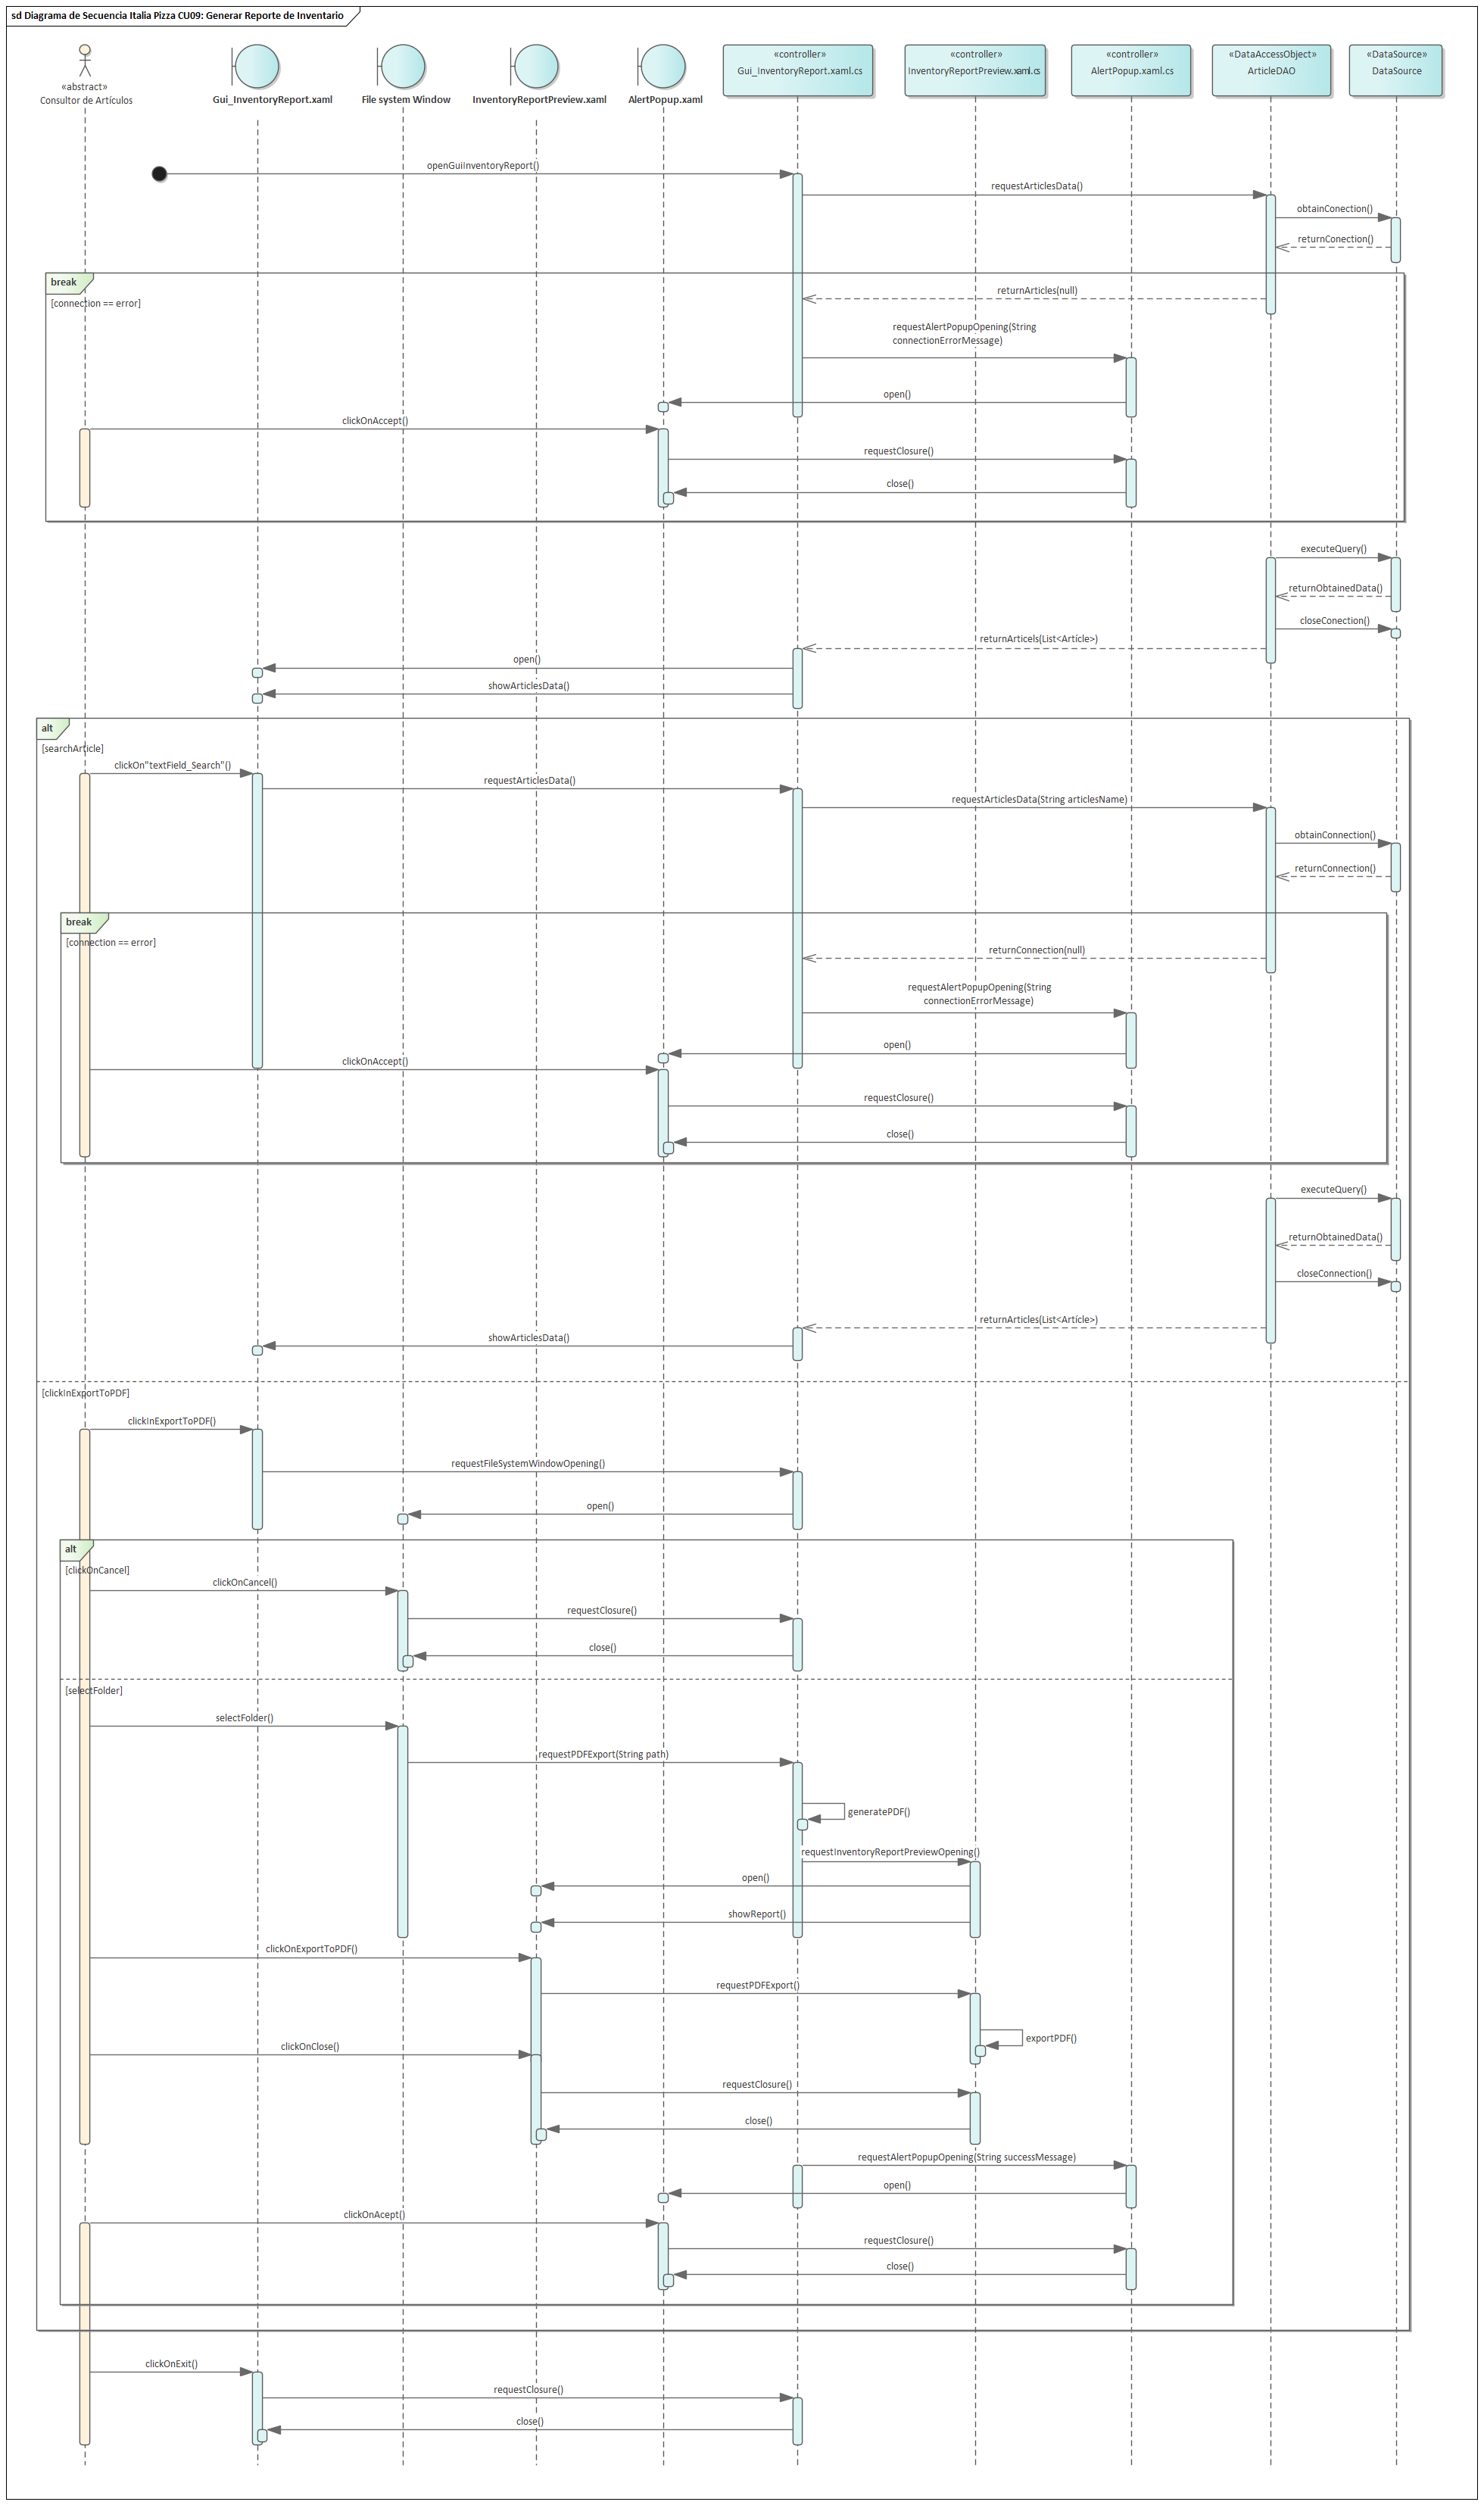 sd Diagrama de Secuencia Italia Pizza CU09: Generar Reporte de Inventario
«abstract»
Consultor de Artículos
Gui_InventoryReport.xaml
File system Window
InventoryReportPreview.xaml
AlertPopup.xaml
«controller»
Gui_InventoryReport.xaml.cs
«controller»
InventoryReportPreview.xaml.cs
«controller»
AlertPopup.xaml.cs
«DataAccessObject»
ArticleDAO
«DataSource»
DataSource
openGuiInventoryReport()
requestArticlesData()
obtainConection()
returnConection()
break
[connection == error]
returnArticles(null)
requestAlertPopupOpening(String
connectionErrorMessage)
open()
clickOnAccept()
requestClosure()
close()
executeQuery()
returnObtainedData()
closeConection()
returnArticels(List<Article>)
open()
showArticlesData()
alt
[searchArticle]
clickOn"textField_Search"()
requestArticlesData()
requestArticlesData(String articlesName)
obtainConnection()
returnConnection()
break
[connection == error]
returnConnection(null)
requestAlertPopupOpening(String
connectionErrorMessage)
open()
clickOnAccept()
requestClosure()
close()
executeQuery()
returnObtainedData()
closeConnection()
returnArticles(List<Article>)
showArticlesData()
[clickInExportToPDF]
clickInExportToPDF()
requestFileSystemWindowOpening()
open()
alt
[clickOnCancel]
clickOnCancel()
requestClosure()
close()
[selectFolder]
selectFolder()
requestPDFExport(String path)
generatePDF()
requestInventoryReportPreviewOpening()
open()
showReport()
clickOnExportToPDF()
requestPDFExport()
exportPDF()
clickOnClose()
requestClosure()
close()
requestAlertPopupOpening(String successMessage)
open()
clickOnAcept()
requestClosure()
close()
clickOnExit()
requestClosure()
close()